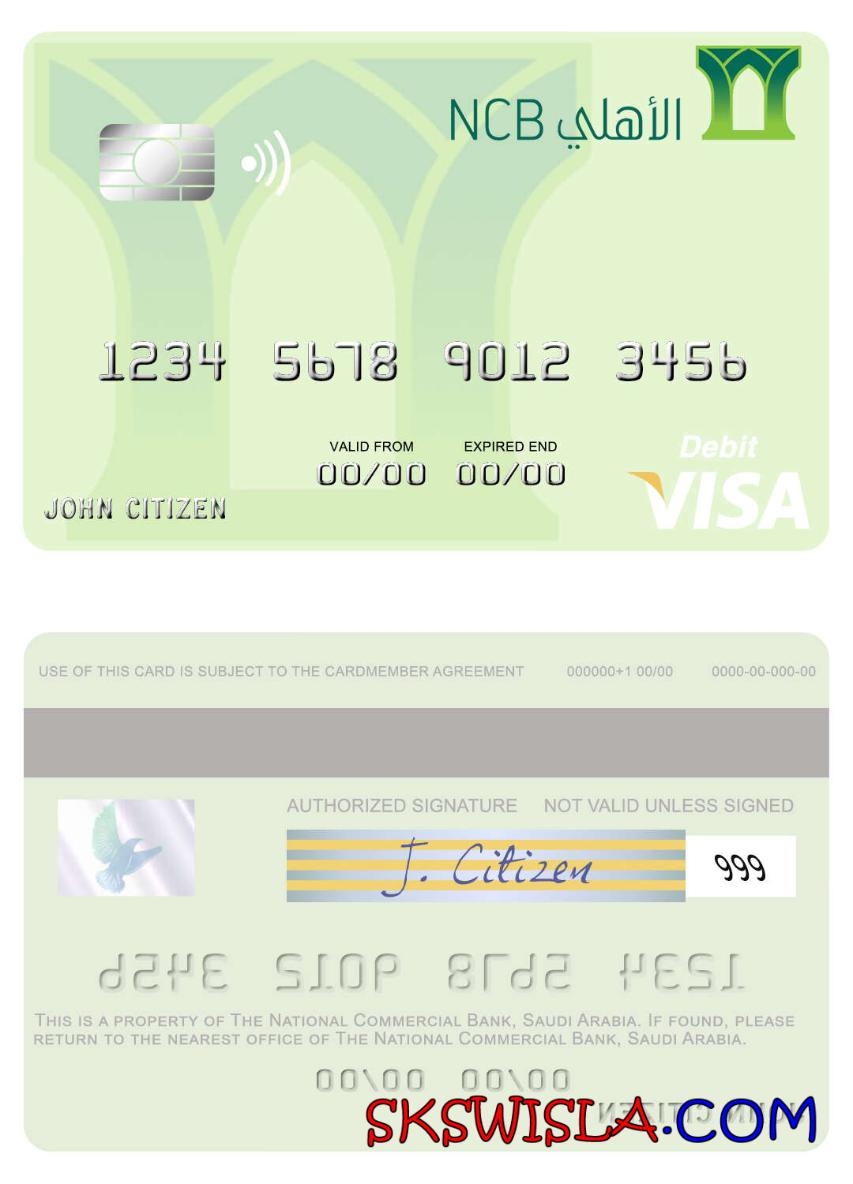 NCB الأهلي
1234 5678 9012 3456
VALID FROM EXPIRED END
00/00 00/00
JOHN CITIZEN
Debit
VISA
USE OF THIS CARD IS SUBJECT TO THE CARDMEMBER AGREEMENT 000000+1 00/00 0000-00-000-00
AUTHORIZED SIGNATURE NOT VALID UNLESS SIGNED
J. Citizen 999
1234 5678 9012 3456
THIS IS A PROPERTY OF THE NATIONAL COMMERCIAL BANK, SAUDI ARABIA. IF FOUND, PLEASE
RETURN TO THE NEAREST OFFICE OF THE NATIONAL COMMERCIAL BANK, SAUDI ARABIA.
00/00 00/00
JOHN CITIZEN
SKSWISLA.COM